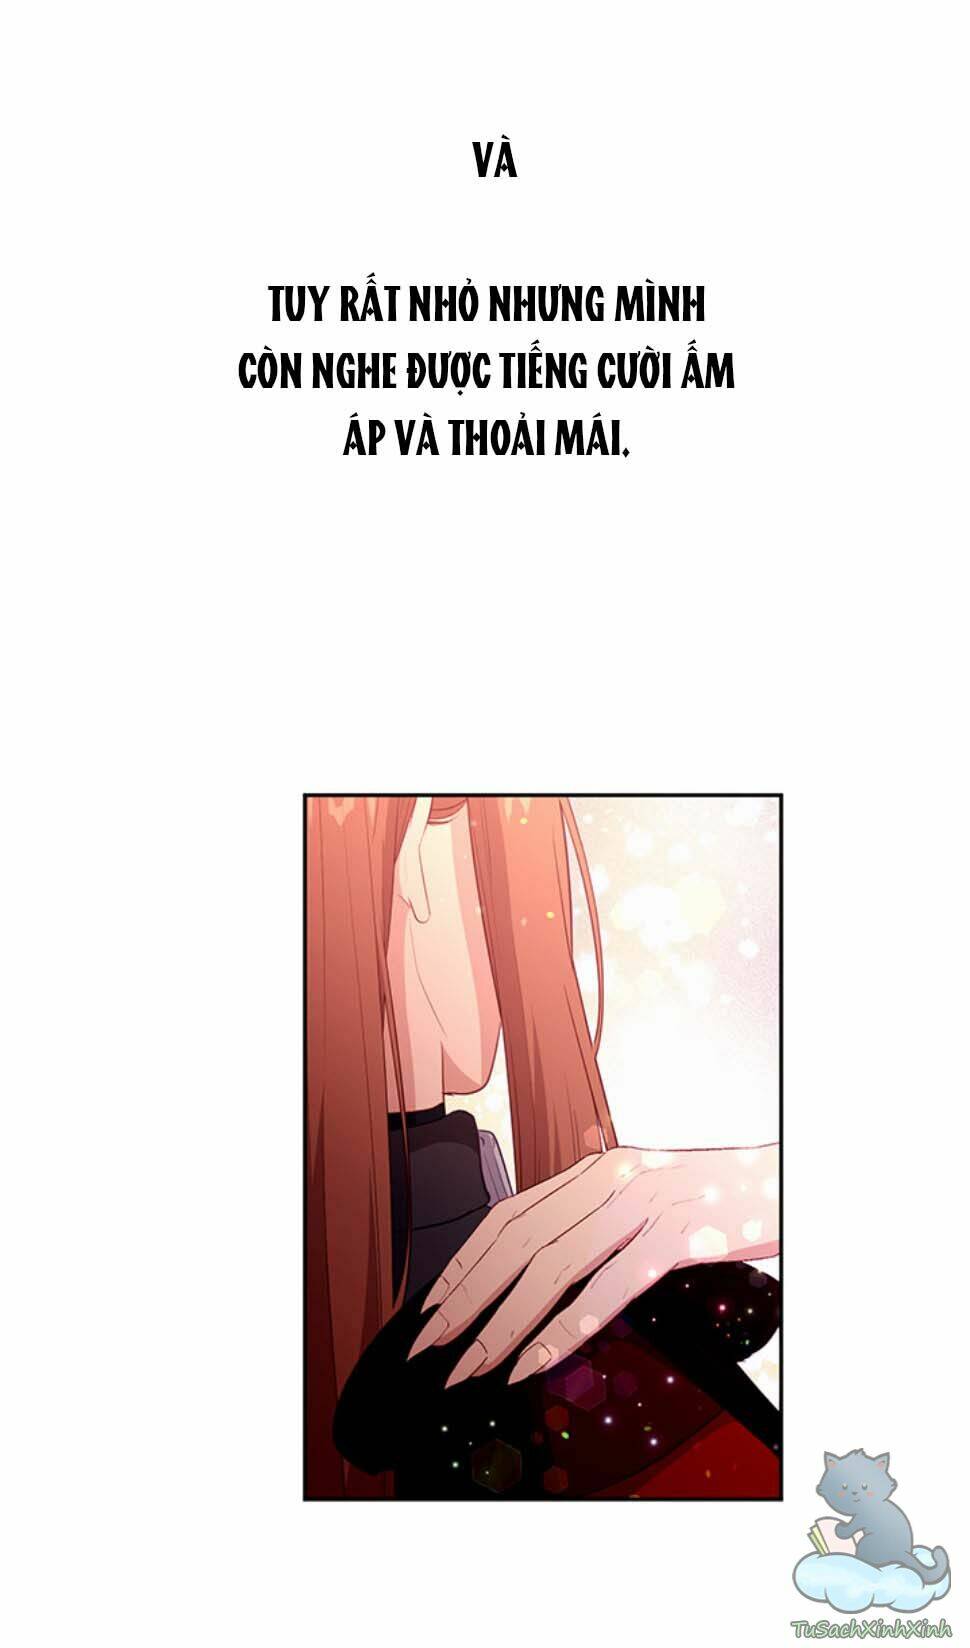 VÀ
TUY RẤT NHỎ NHƯNG MÌNH
CÒN NGHE ĐƯỢC TIẾNG CƯỜI ẤM
ÁP VÀ THOẢI MÁI.
TuSachXinhXinh